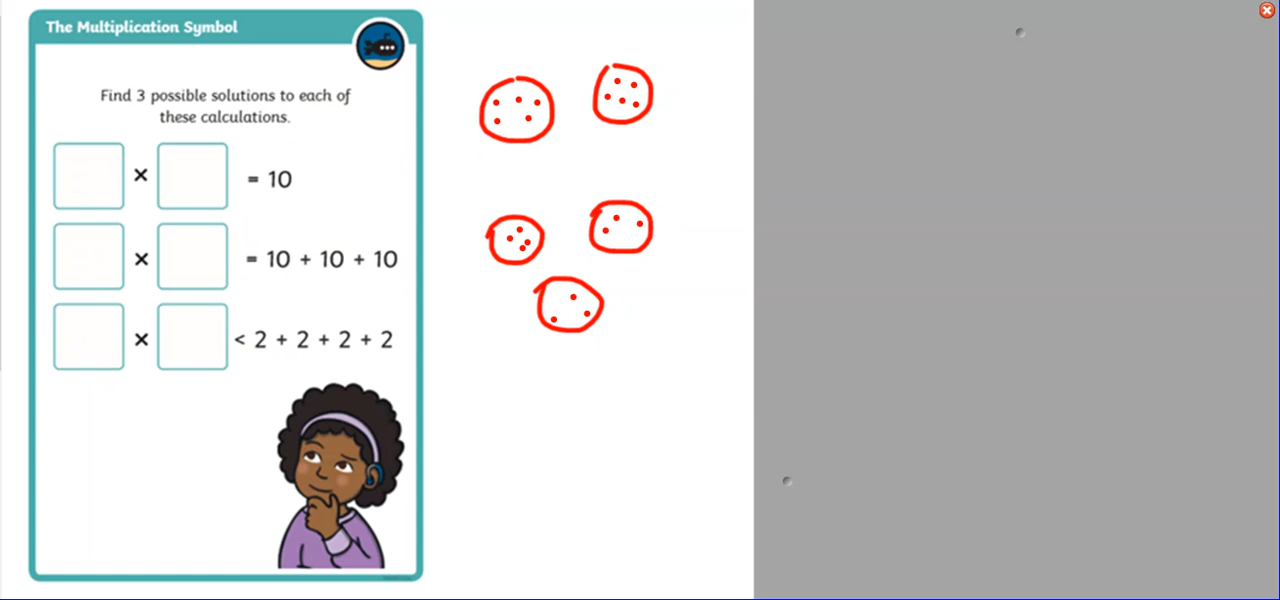 The Multiplication Symbol
Find 3 possible solutions to each of
these calculations.
× = 10
× = 10 + 10 + 10
× < 2 + 2 + 2 + 2